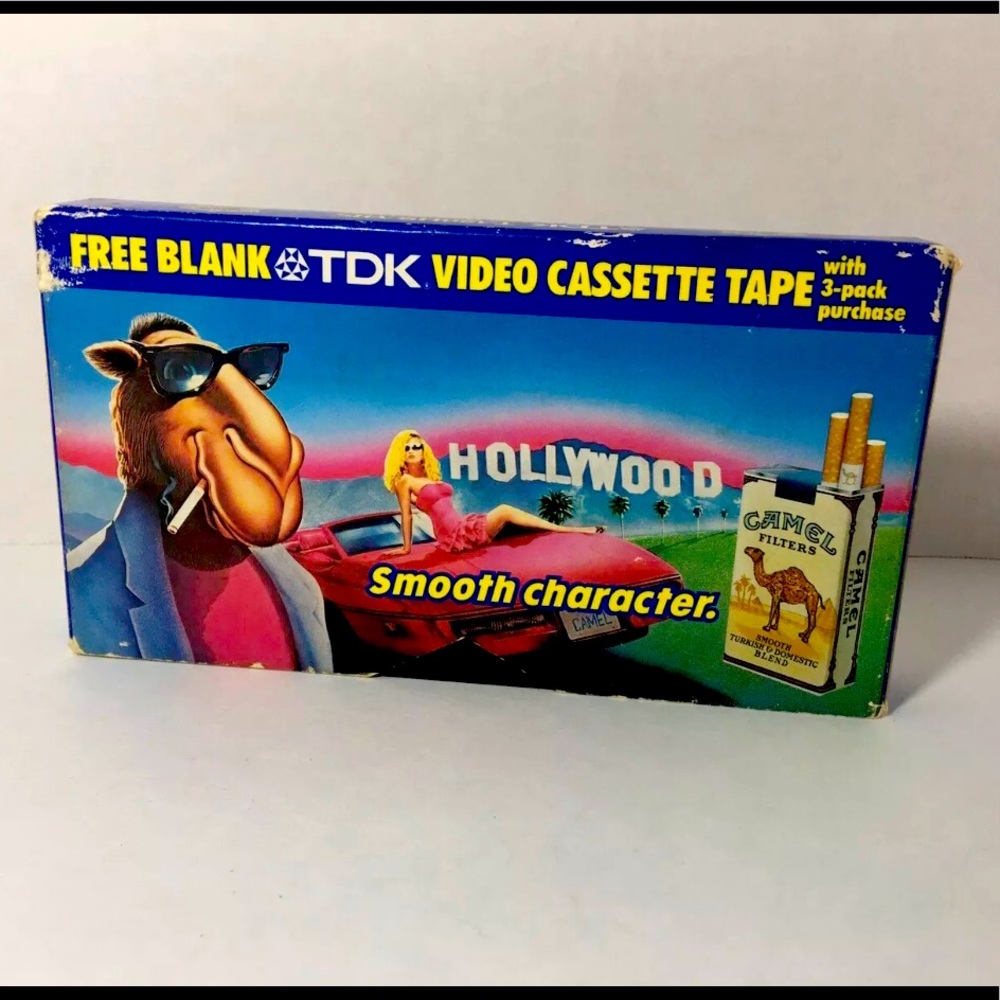 FREE BLANK TDK VIDEO CASSETTE TAPE
with
3-pack
purchase
HOLLYWOOD
Smooth character.
CAMEL
CAMEL
FILTERS
SMOOTH
TURKISH & DOMESTIC
BLEND
CAMEL
FILTERS